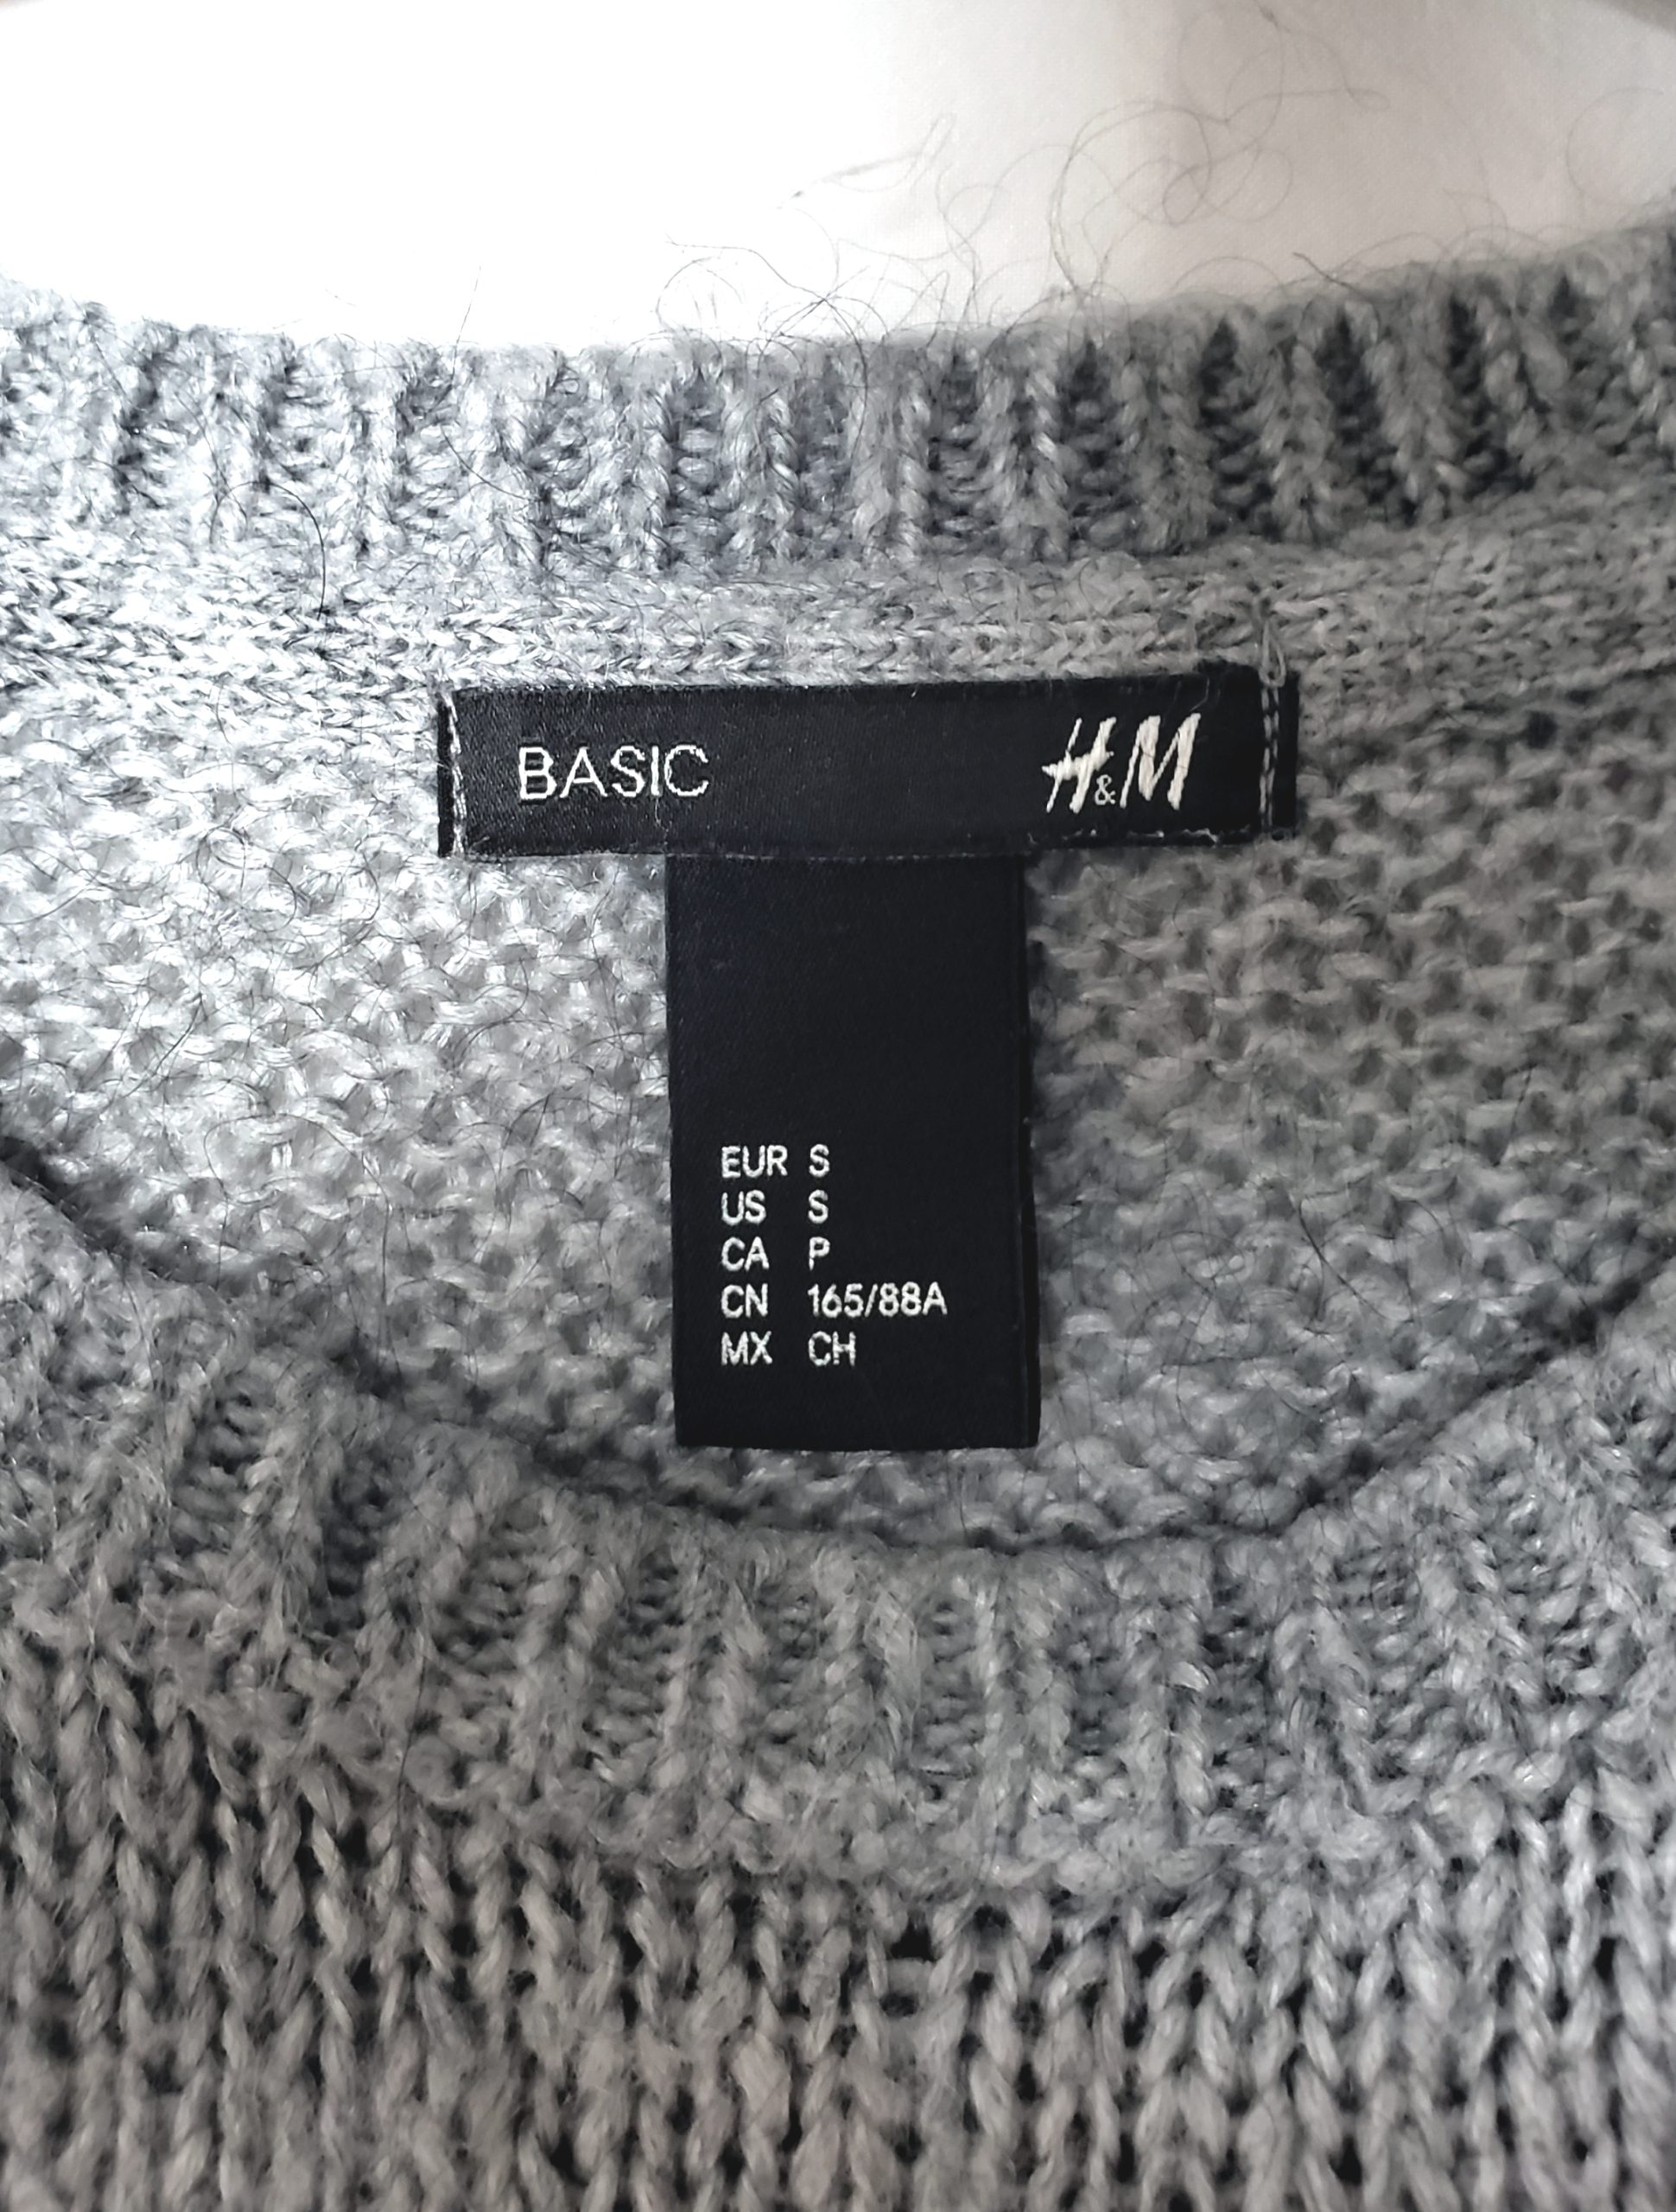 BASIC H&M
EUR S
US S
CA P
CN 165/88A
MX CH